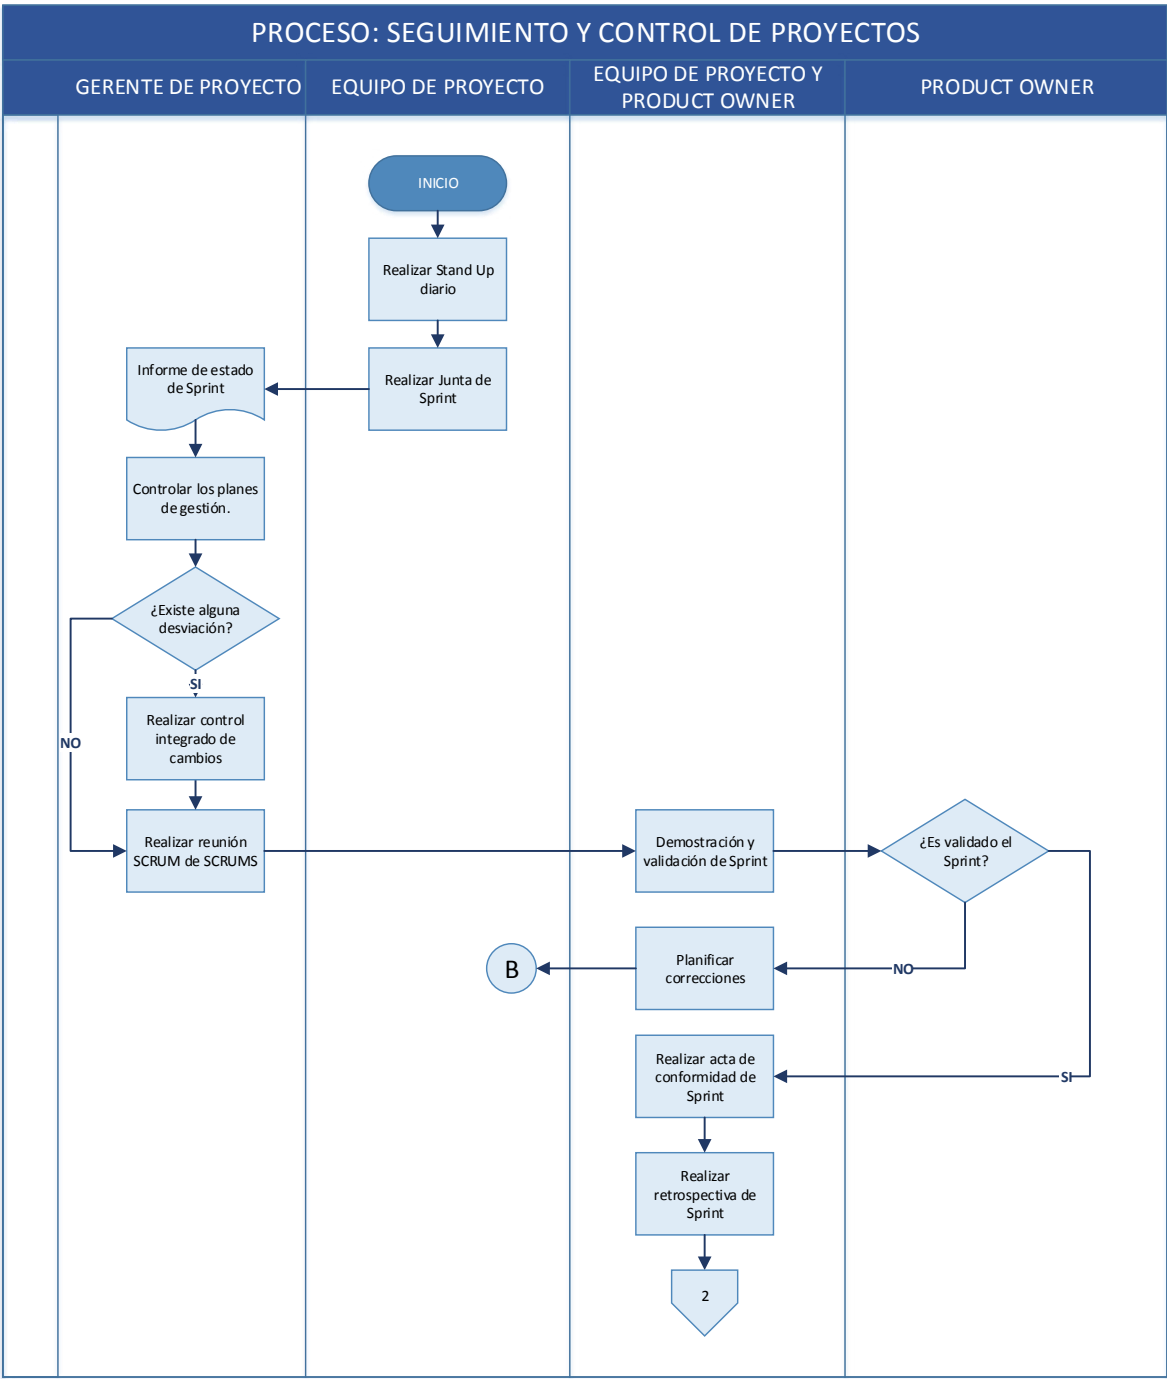 PROCESO: SEGUIMIENTO Y CONTROL DE PROYECTOS
GERENTE DE PROYECTO
EQUIPO DE PROYECTO
EQUIPO DE PROYECTO Y
PRODUCT OWNER
PRODUCT OWNER
INICIO
Realizar Stand Up
diario
Realizar Junta de
Sprint
Informe de estado
de Sprint
Controlar los planes
de gestión.
¿Existe alguna
desviación?
SI
NO
Realizar control
integrado de
cambios
Realizar reunión
SCRUM de SCRUMS
Demostración y
validación de Sprint
¿Es validado el
Sprint?
NO
Planificar
correcciones
B
SI
Realizar acta de
conformidad de
Sprint
Realizar
retrospectiva de
Sprint
2